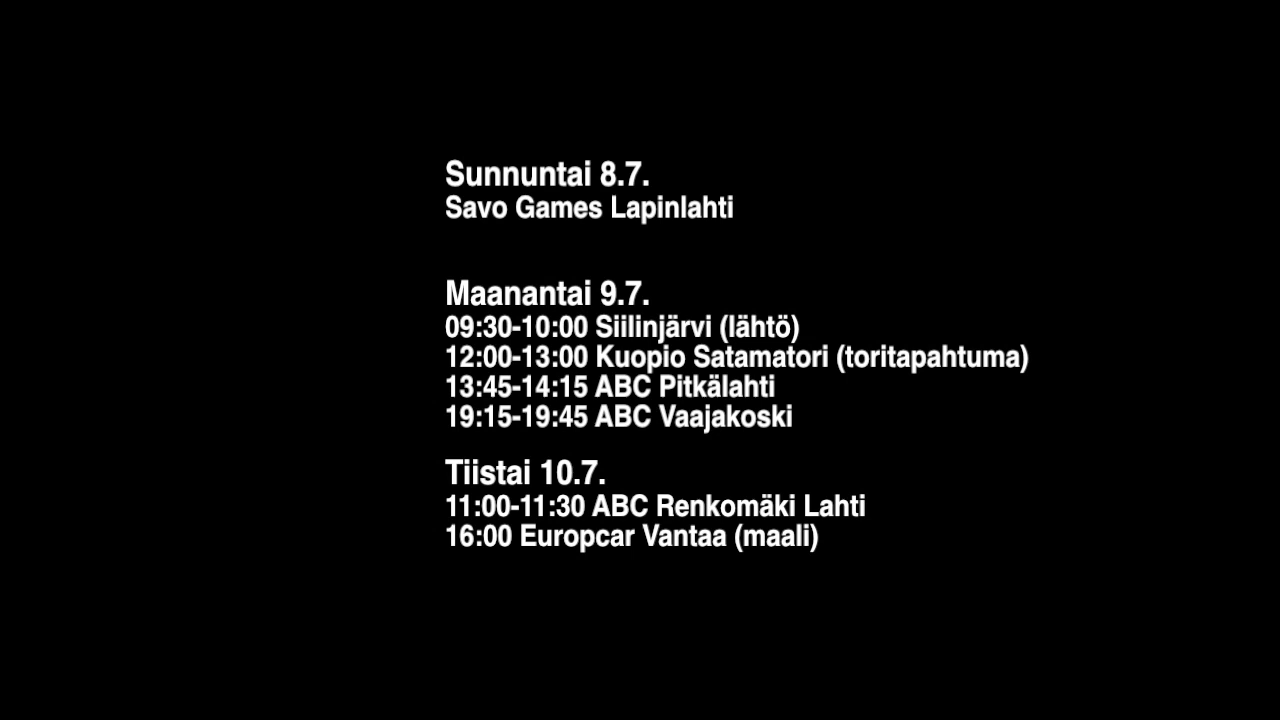 Sunnuntai 8.7.
Savo Games Lapinlahti
Maanantai 9.7.
09:30-10:00 Siilinjärvi (lähtö)
12:00-13:00 Kuopio Satamatori (toritapahtuma)
13:45-14:15 ABC Pitkälahti
19:15-19:45 ABC Vaajakoski
Tiistai 10.7.
11:00-11:30 ABC Renkomäki Lahti
16:00 Europcar Vantaa (maali)